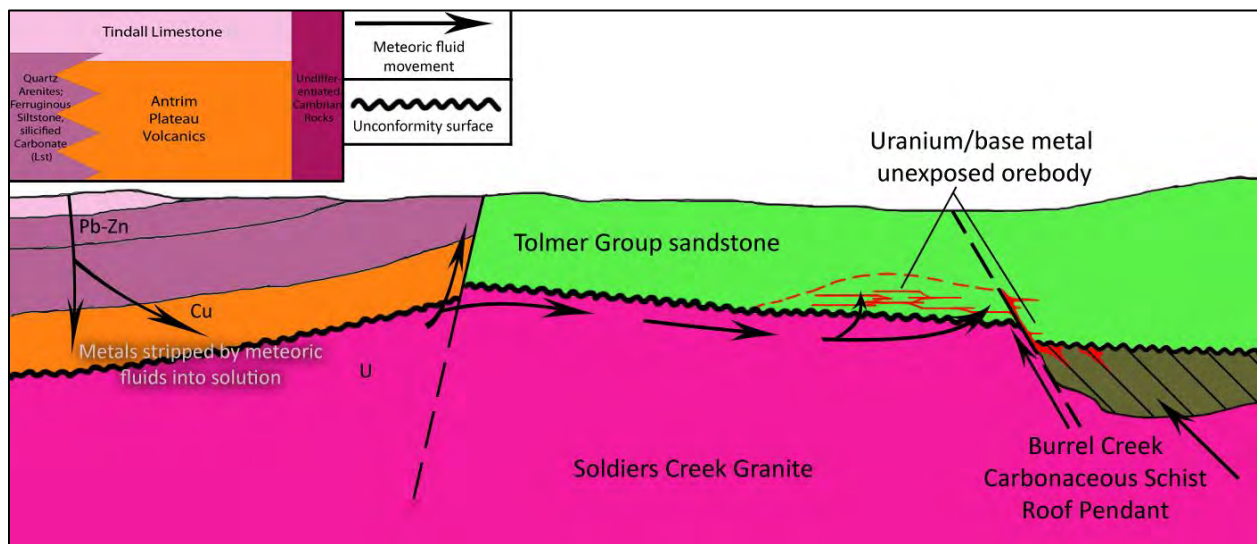 Tindall Limestone
Quartz
Arenites;
Ferruginous
Siltstone,
silicified
Carbonate
(Lst)
Antrim
Plateau
Volcanics
Undiffer-
entiated
Cambrian
Rocks
Meteoric fluid
movement
Unconformity surface
Uranium/base metal
unexposed orebody
Pb-Zn
Tolmer Group sandstone
Cu
Metals stripped by meteoric
fluids into solution
U
Soldiers Creek Granite
Burrel Creek
Carbonaceous Schist
Roof Pendant